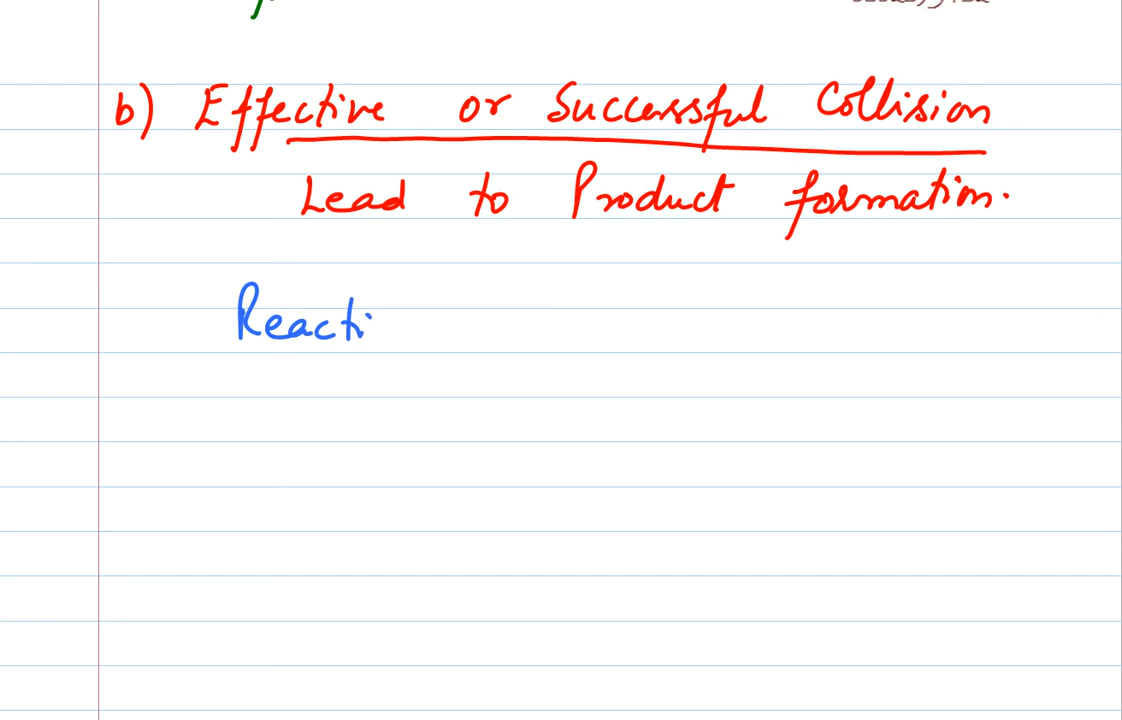 b) Effective or Successful Collision
Lead to Product formation.
Reacti